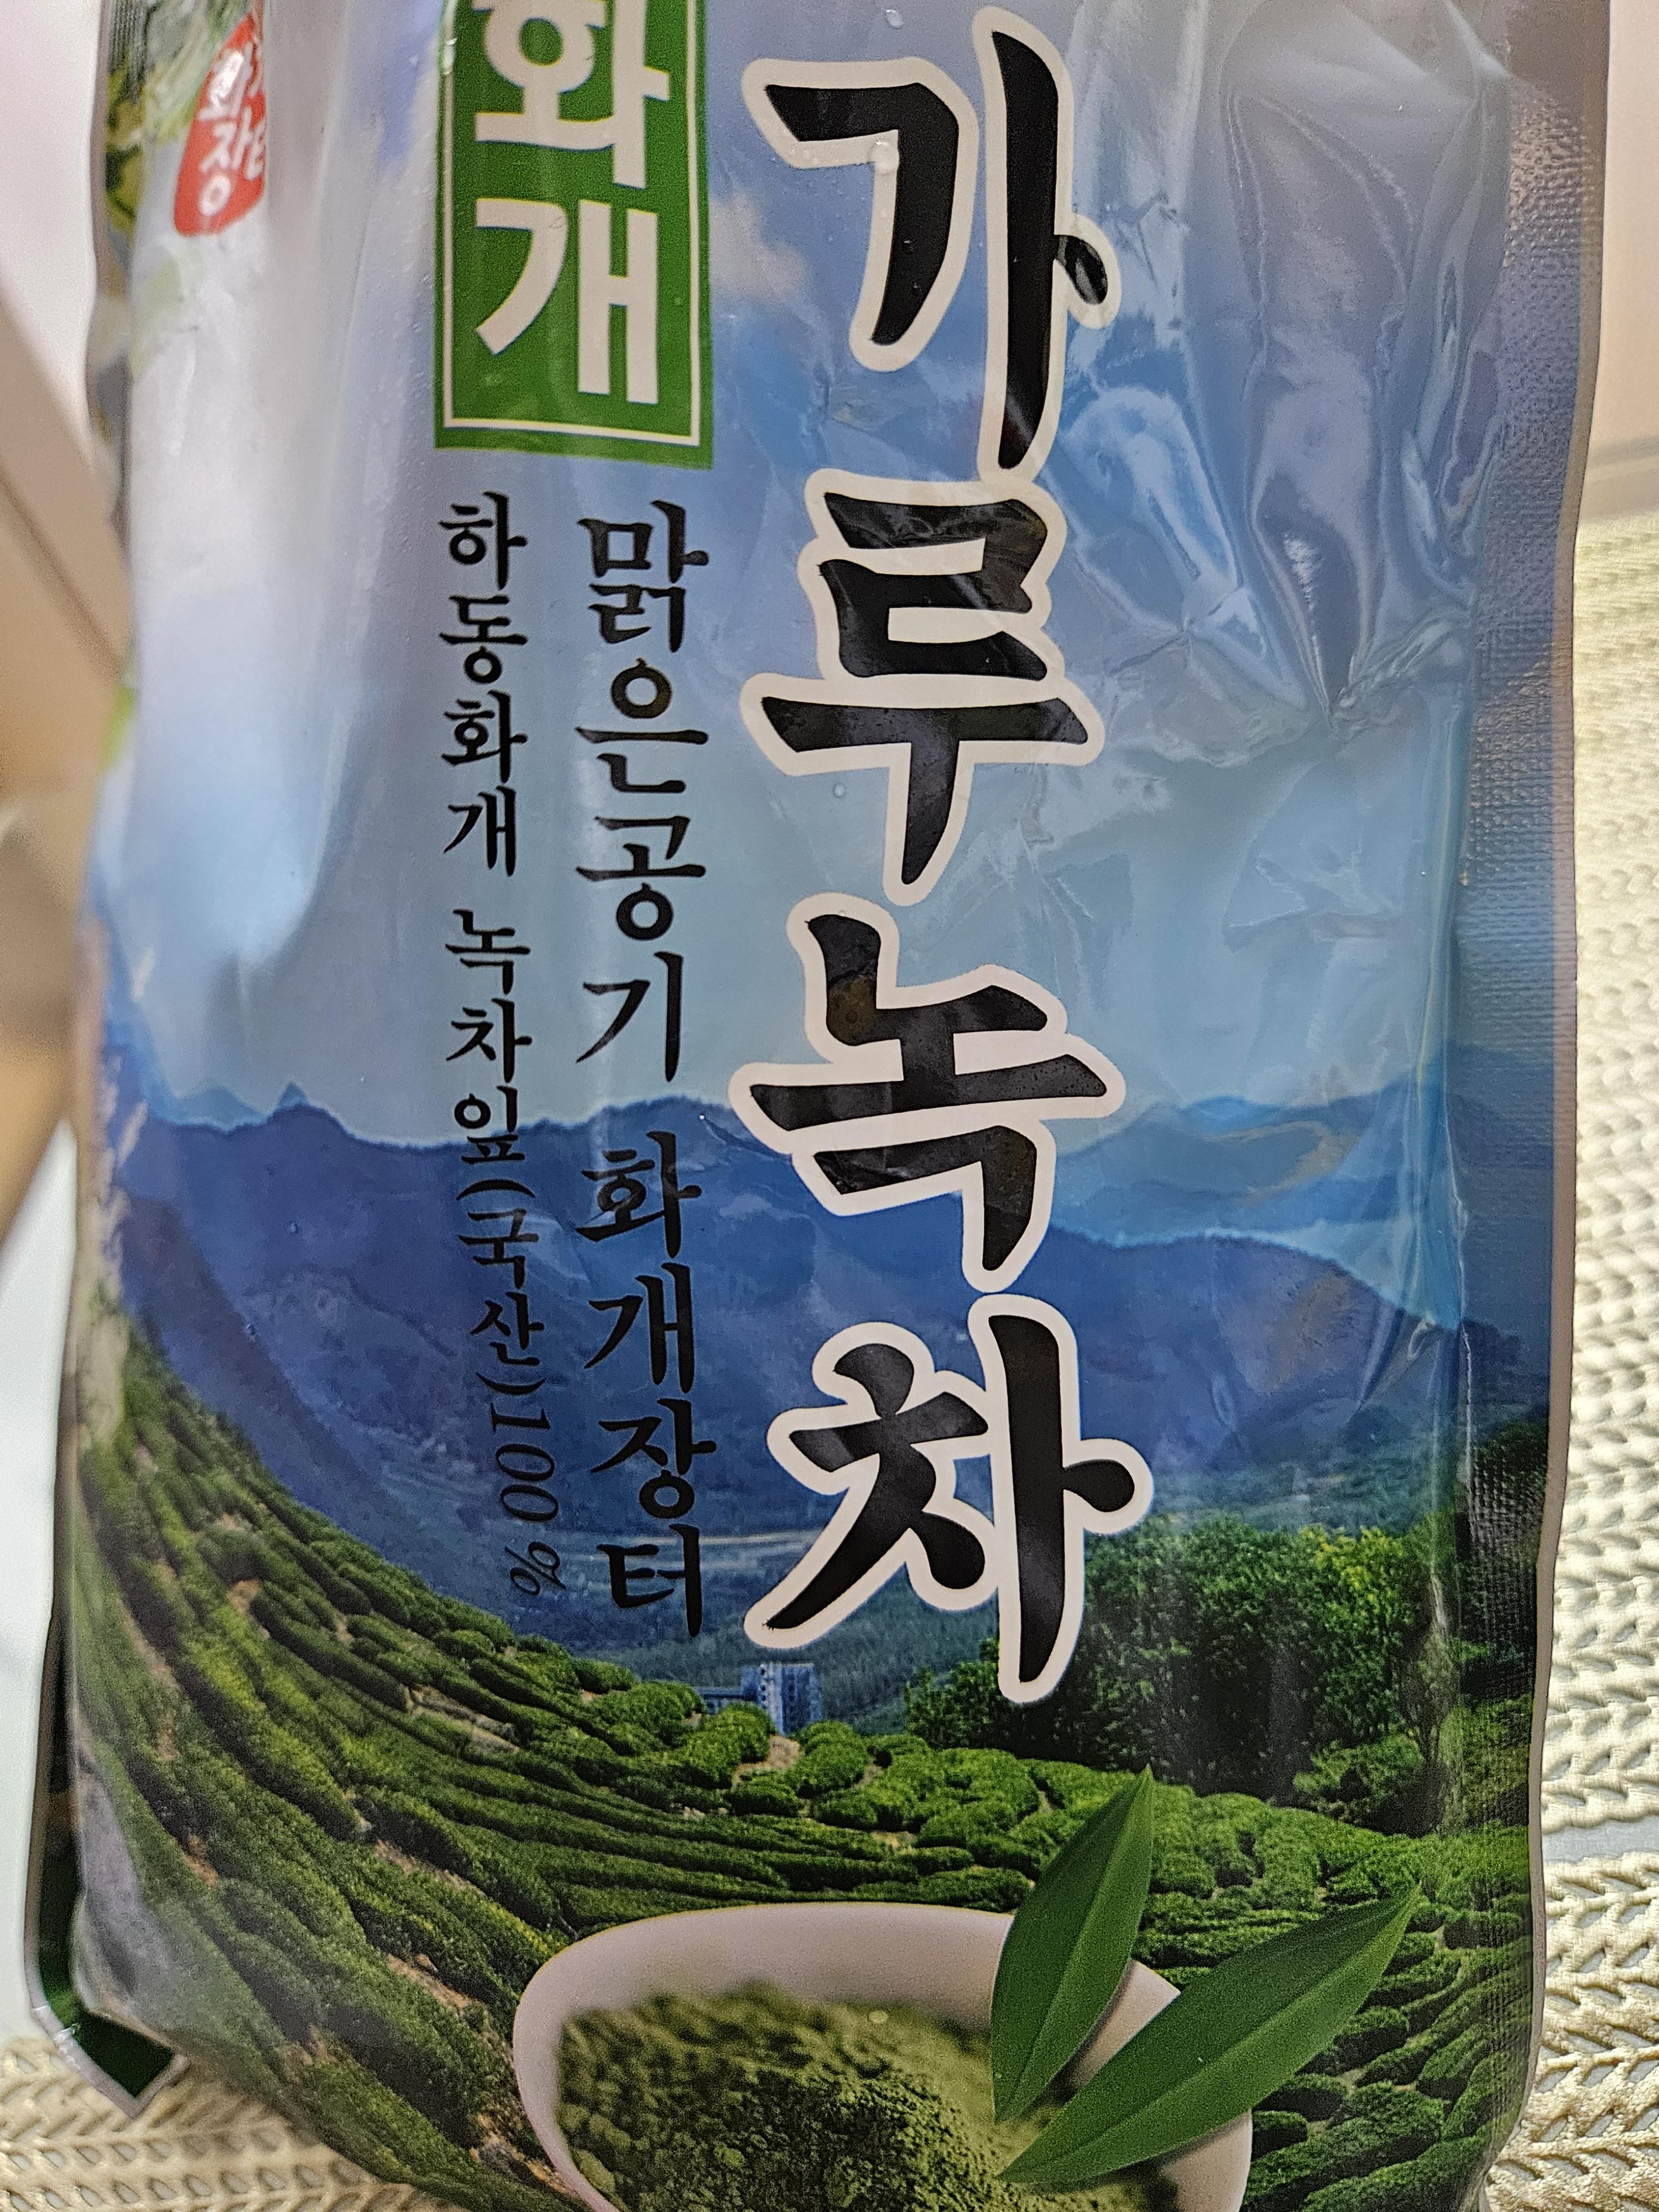 화개
가루녹차
맑은공기 화개장터
하동화개 녹차잎(국산)100%